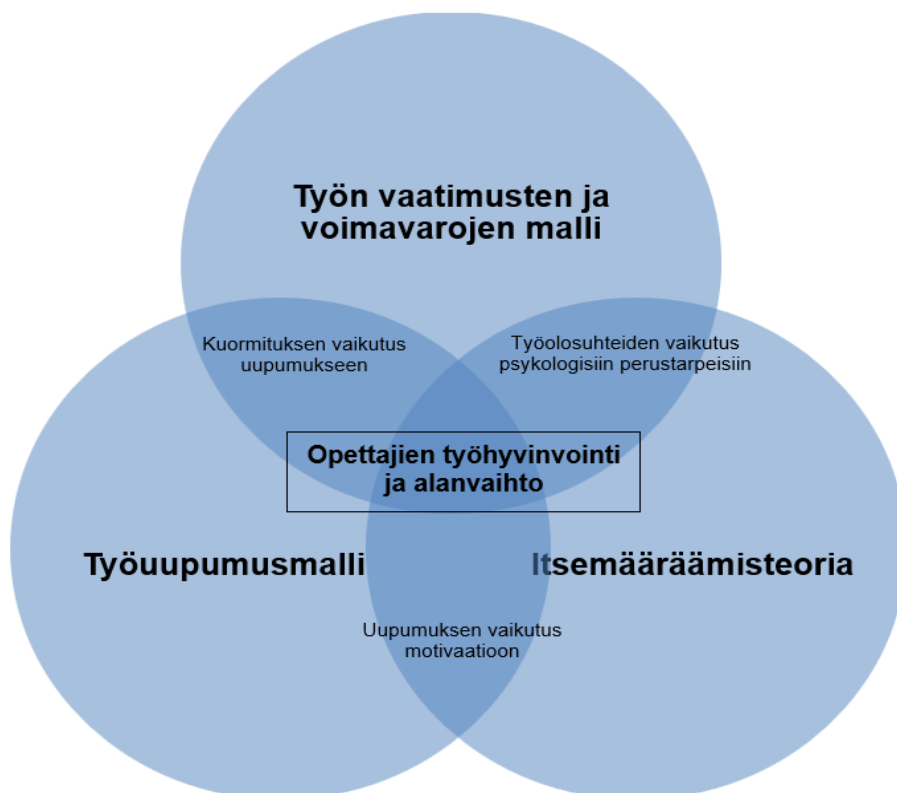 Työn vaatimusten ja
voimavarojen malli
Kuormituksen vaikutus
uupumukseen
Työolosuhteiden vaikutus
psykologisiin perustarpeisiin
Opettajien työhyvinvointi
ja alanvaihto
Työuupumusmalli
Itsemääräämisteoria
Uupumuksen vaikutus
motivaatioon